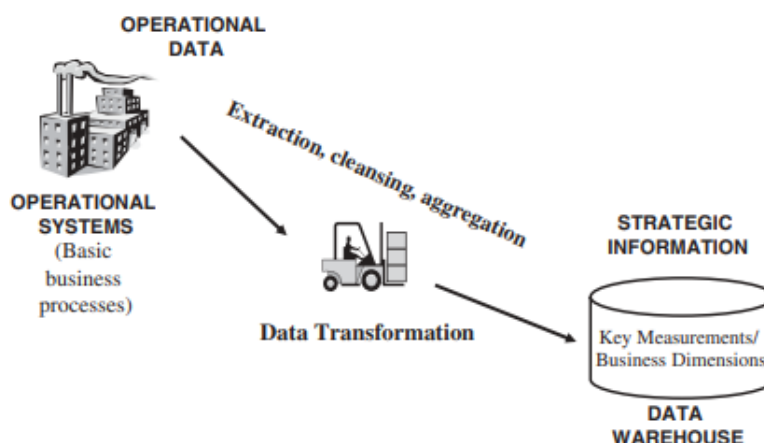 OPERATIONAL
DATA
Extraction, cleansing, aggregation
OPERATIONAL
SYSTEMS
(Basic
business
processes)
Data Transformation
STRATEGIC
INFORMATION
Key Measurements/
Business Dimensions
DATA
WAREHOUSE